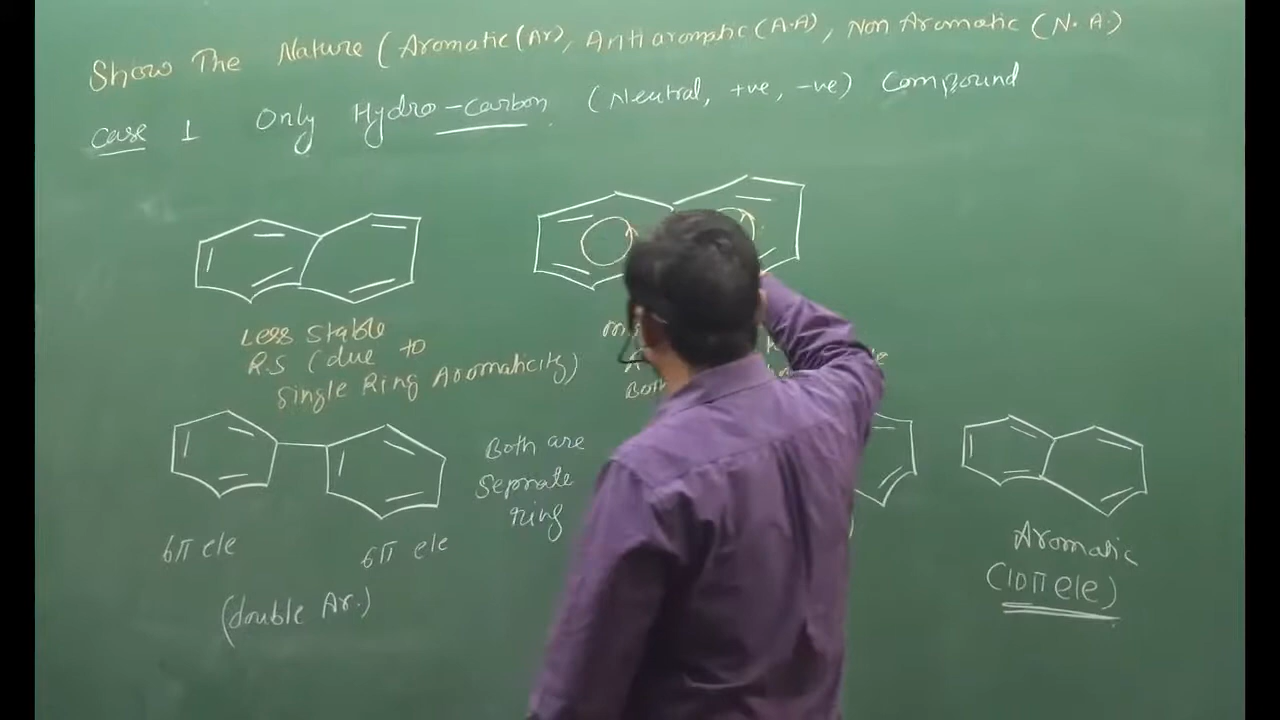 Show The Nature (Aromatic (Ar), Antiaromatic (A.A), Non Aromatic (N.A.)
Case 1 Only Hydro-Carbon (Neutral, +ve, -ve) Compound
Less Stable
R.S (due to
Single Ring Aromaticity)
Both
Both are
Seprate
ring
6π ele
6π ele
(double Ar.)
Aromatic
(10π ele)